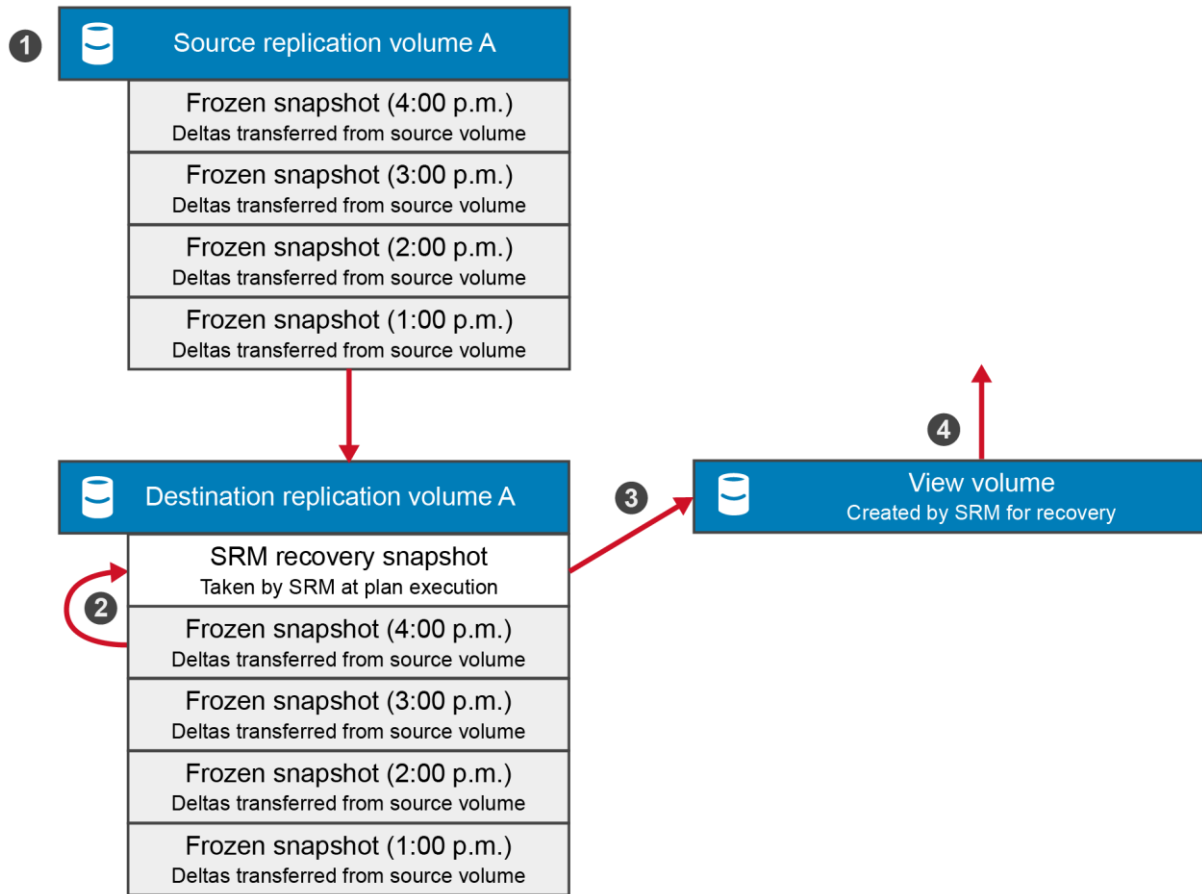 1
Source replication volume A
Frozen snapshot (4:00 p.m.)
Deltas transferred from source volume
Frozen snapshot (3:00 p.m.)
Deltas transferred from source volume
Frozen snapshot (2:00 p.m.)
Deltas transferred from source volume
Frozen snapshot (1:00 p.m.)
Deltas transferred from source volume
Destination replication volume A
SRM recovery snapshot
Taken by SRM at plan execution
2
Frozen snapshot (4:00 p.m.)
Deltas transferred from source volume
Frozen snapshot (3:00 p.m.)
Deltas transferred from source volume
Frozen snapshot (2:00 p.m.)
Deltas transferred from source volume
Frozen snapshot (1:00 p.m.)
Deltas transferred from source volume
3
4
View volume
Created by SRM for recovery